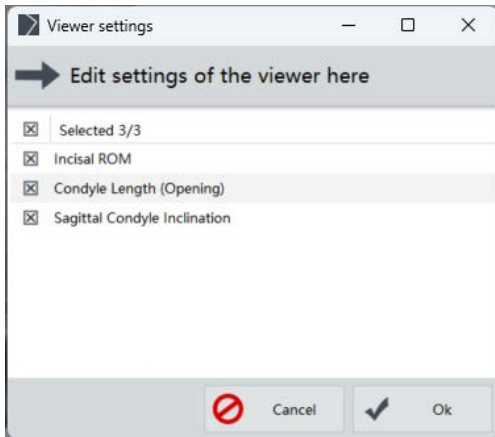 Viewer settings
Edit settings of the viewer here
Selected 3/3
Incisal ROM
Condyle Length (Opening)
Sagittal Condyle Inclination
Cancel
Ok